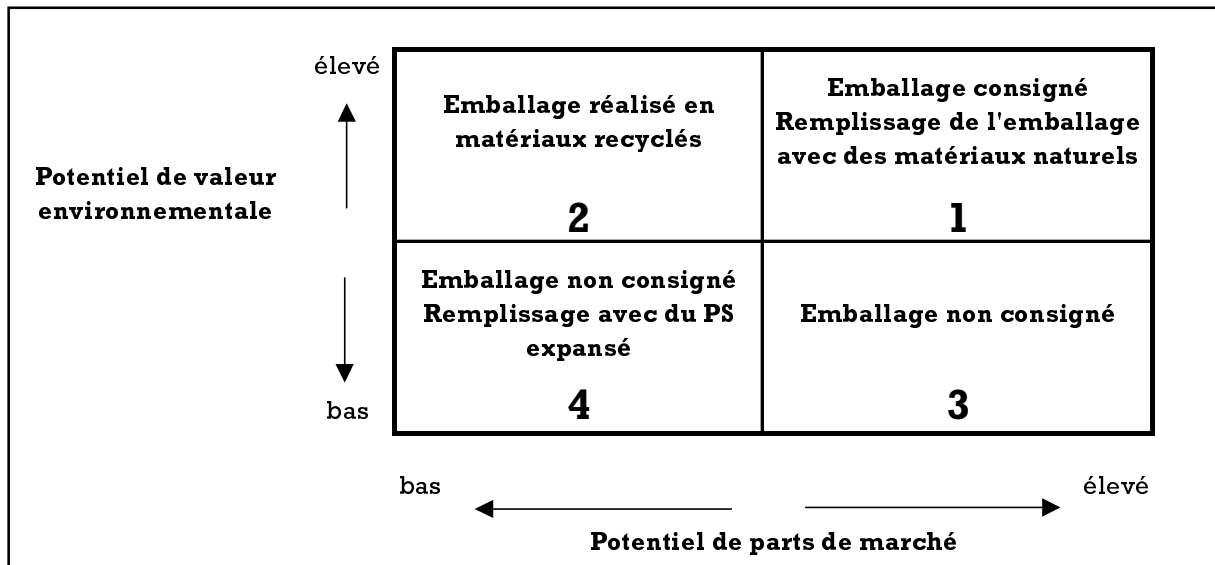 élevé
Emballage réalisé en
matériaux recyclés
2
Emballage consigné
Remplissage de l'emballage
avec des matériaux naturels
1
Potentiel de valeur
environnementale
Emballage non consigné
Remplissage avec du PS
expansé
4
Emballage non consigné
3
bas
bas
élevé
Potentiel de parts de marché